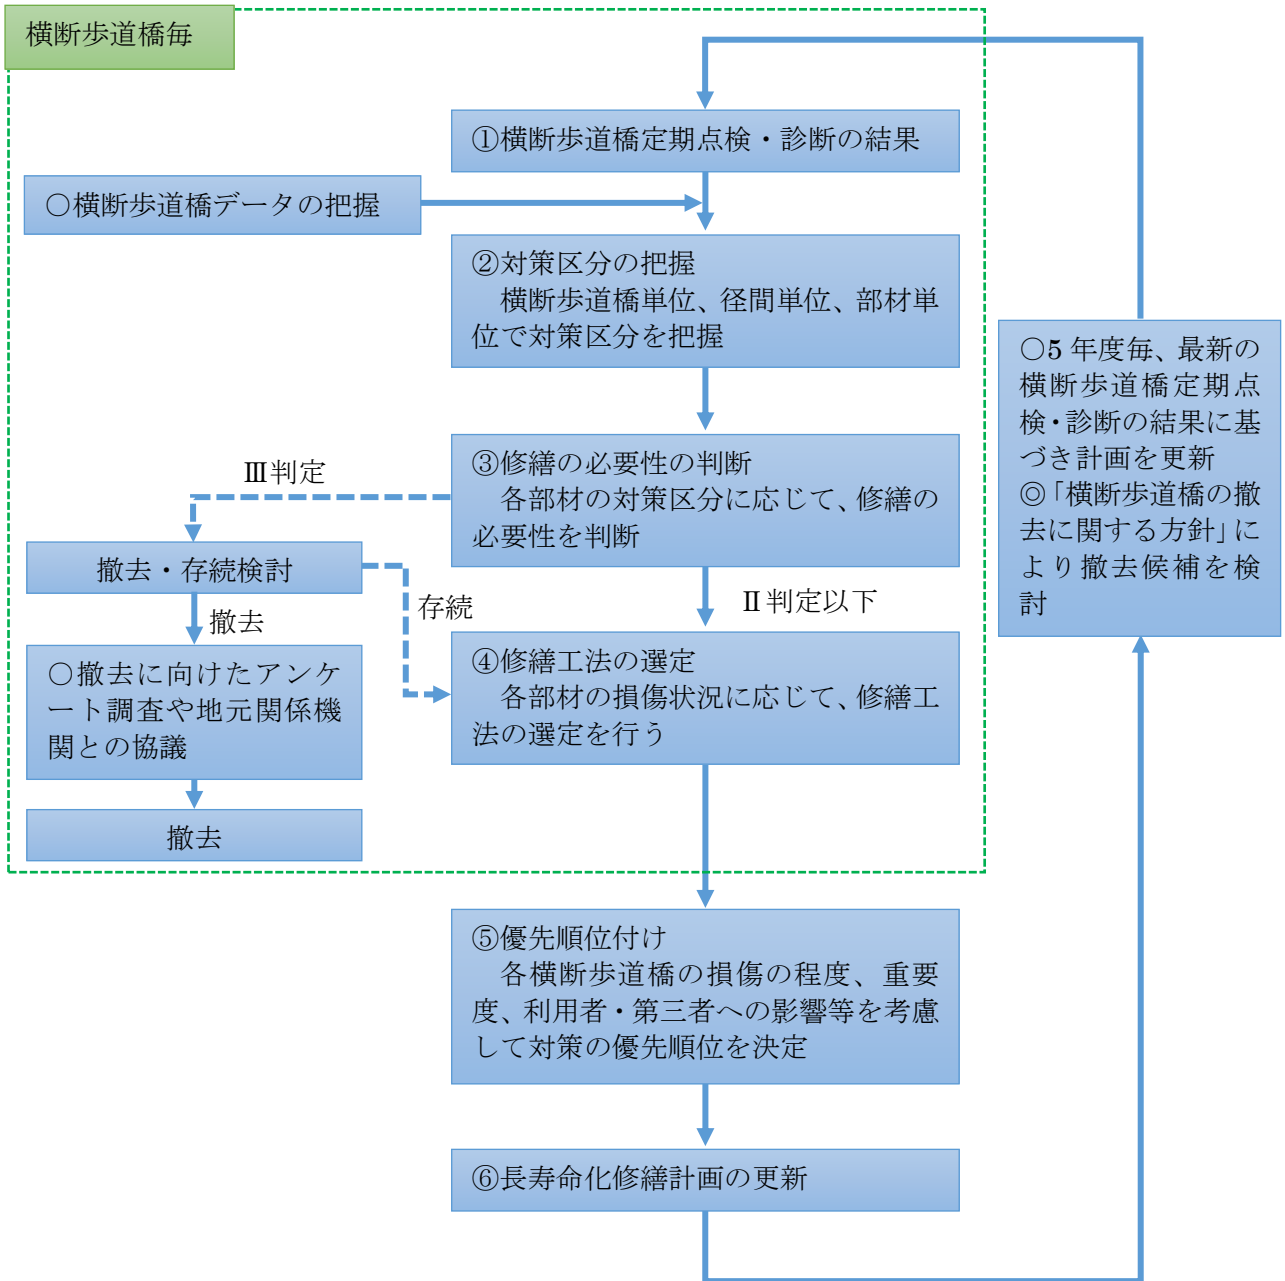 横断歩道橋毎
①横断歩道橋定期点検・診断の結果
〇横断歩道橋データの把握
②対策区分の把握
横断歩道橋単位、径間単位、部材単
位で対策区分を把握
③修繕の必要性の判断
各部材の対策区分に応じて、修繕の
必要性を判断
Ⅲ判定
撤去・存続検討
撤去
存続
Ⅱ判定以下
〇撤去に向けたアンケ
ート調査や地元関係機
関との協議
撤去
④修繕工法の選定
各部材の損傷状況に応じて、修繕工
法の選定を行う
⑤優先順位付け
各横断歩道橋の損傷の程度、重要
度、利用者・第三者への影響等を考慮
して対策の優先順位を決定
⑥長寿命化修繕計画の更新
〇5 年度毎、最新の
横断歩道橋定期点
検・診断の結果に基
づき計画を更新
◎「横断歩道橋の撤
去に関する方針」に
より撤去候補を検
討